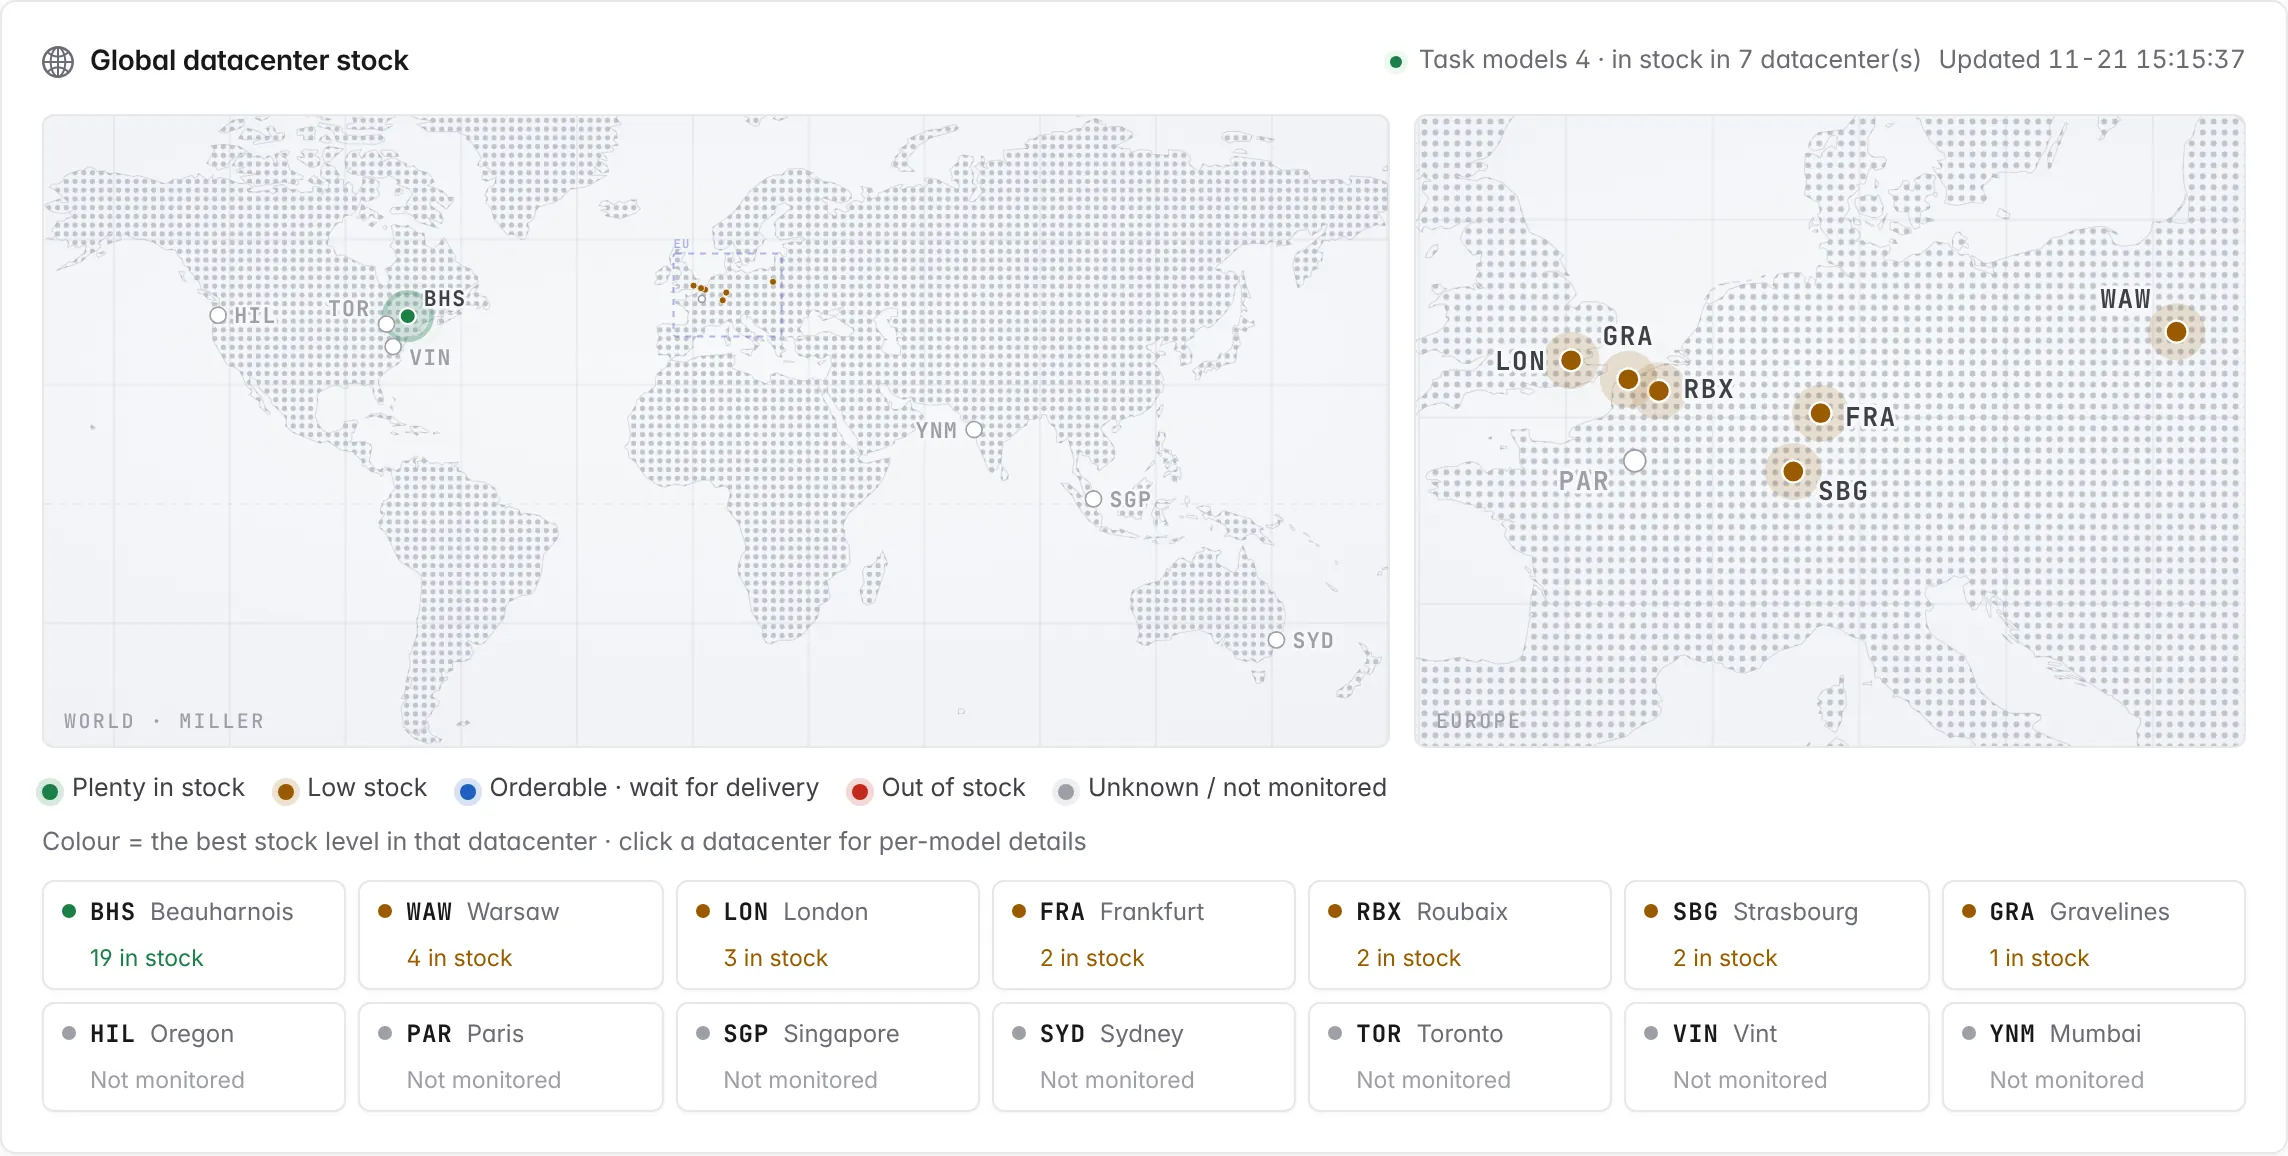 Global datacenter stock
Task models 4 · in stock in 7 datacenter(s) Updated 11-21 15:15:37
EU
BHS
TOR
HIL
VIN
YNM
SGP
SYD
WORLD · MILLER
WAW
GRA
LON
RBX
FRA
PAR
SBG
EUROPE
Plenty in stock
Low stock
Orderable · wait for delivery
Out of stock
Unknown / not monitored
Colour = the best stock level in that datacenter · click a datacenter for per-model details
BHS Beauharnois
19 in stock
WAW Warsaw
4 in stock
LON London
3 in stock
FRA Frankfurt
2 in stock
RBX Roubaix
2 in stock
SBG Strasbourg
2 in stock
GRA Gravelines
1 in stock
HIL Oregon
Not monitored
PAR Paris
Not monitored
SGP Singapore
Not monitored
SYD Sydney
Not monitored
TOR Toronto
Not monitored
VIN Vint
Not monitored
YNM Mumbai
Not monitored